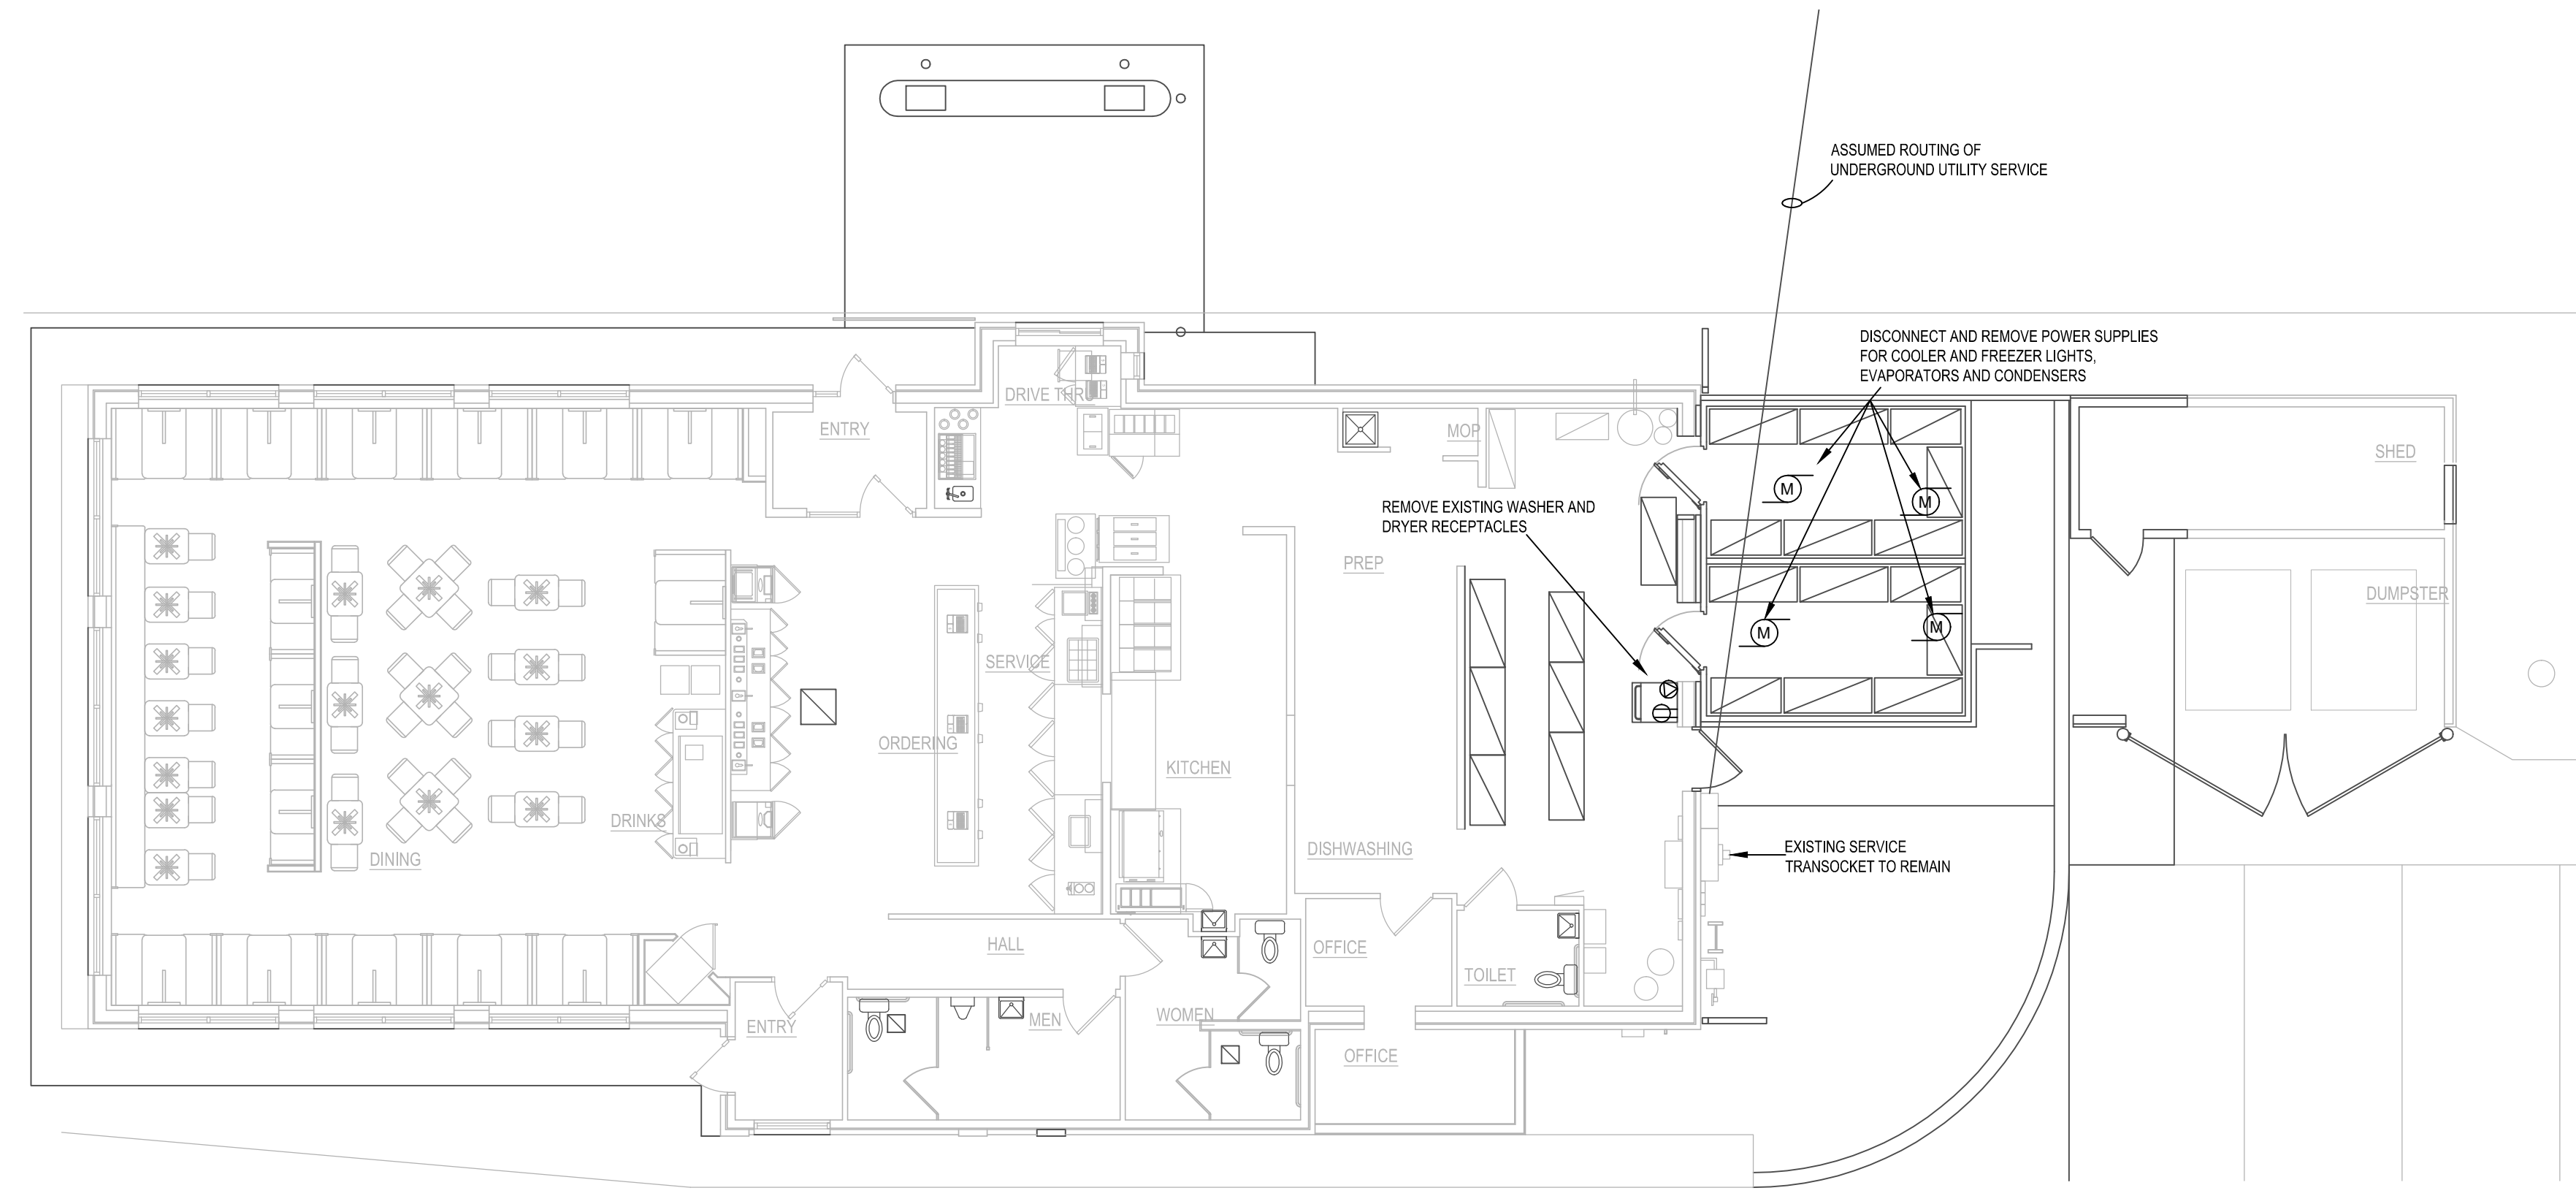 ASSUMED ROUTING OF
UNDERGROUND UTILITY SERVICE
DISCONNECT AND REMOVE POWER SUPPLIES
FOR COOLER AND FREEZER LIGHTS,
EVAPORATORS AND CONDENSERS
DRIVE THRU
ENTRY
MOP
SHED
M
M
REMOVE EXISTING WASHER AND
DRYER RECEPTACLES
PREP
DUMPSTER
M
M
SERVICE
ORDERING
KITCHEN
DRINKS
DINING
DISHWASHING
EXISTING SERVICE
TRANSOCKET TO REMAIN
HALL
OFFICE
TOILET
ENTRY
MEN
WOMEN
OFFICE